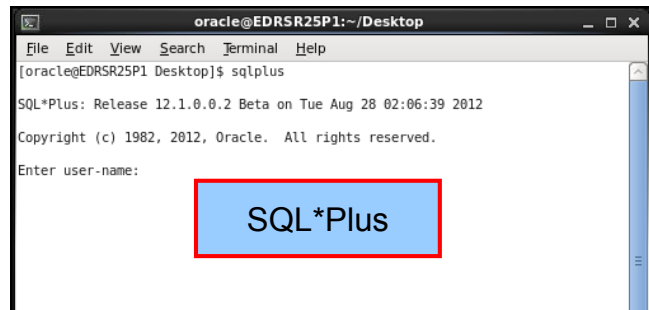 oracle@EDRSR25P1:~/Desktop
File Edit View Search Terminal Help
[oracle@EDRSR25P1 Desktop]$ sqlplus
SQL*Plus: Release 12.1.0.0.2 Beta on Tue Aug 28 02:06:39 2012
Copyright (c) 1982, 2012, Oracle.  All rights reserved.
Enter user-name:
SQL*Plus